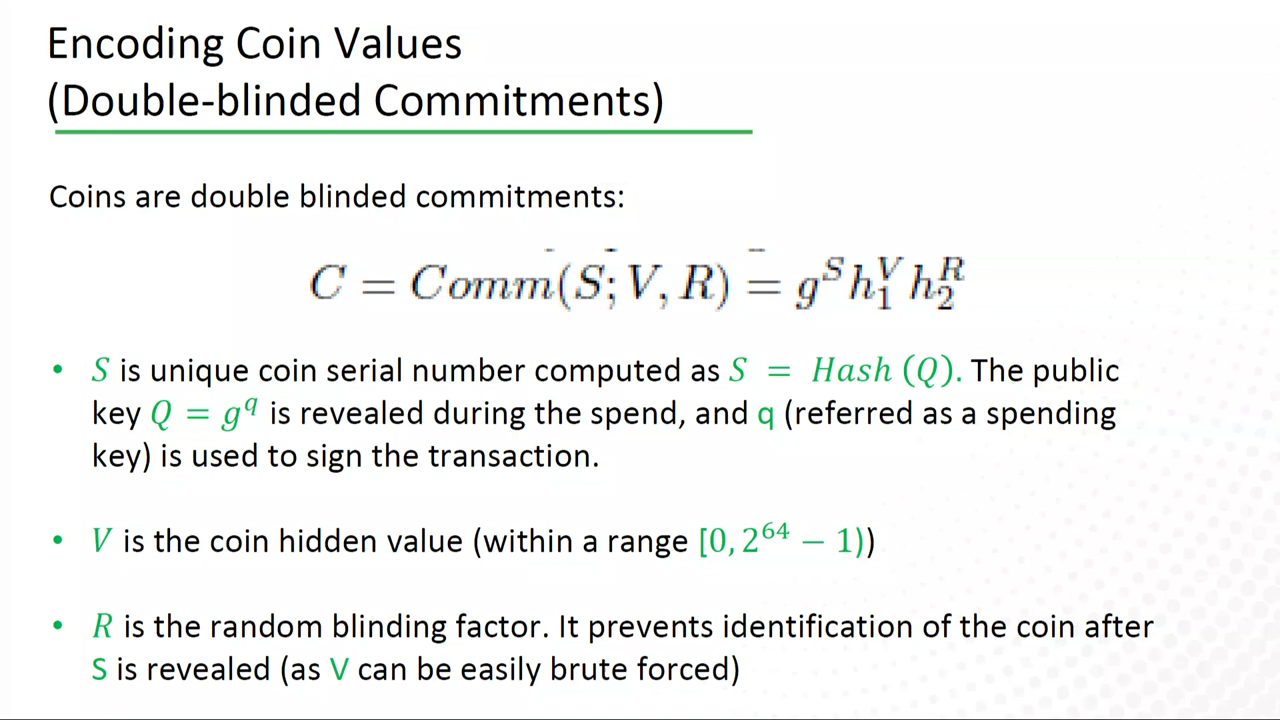 Encoding Coin Values
(Double-blinded Commitments)
Coins are double blinded commitments:
C = Comm(S; V, R) = g^S h_1^V h_2^R
• S is unique coin serial number computed as S = Hash (Q). The public
key Q = g^q is revealed during the spend, and q (referred as a spending
key) is used to sign the transaction.
• V is the coin hidden value (within a range [0, 2^64 − 1))
• R is the random blinding factor. It prevents identification of the coin after
S is revealed (as V can be easily brute forced)